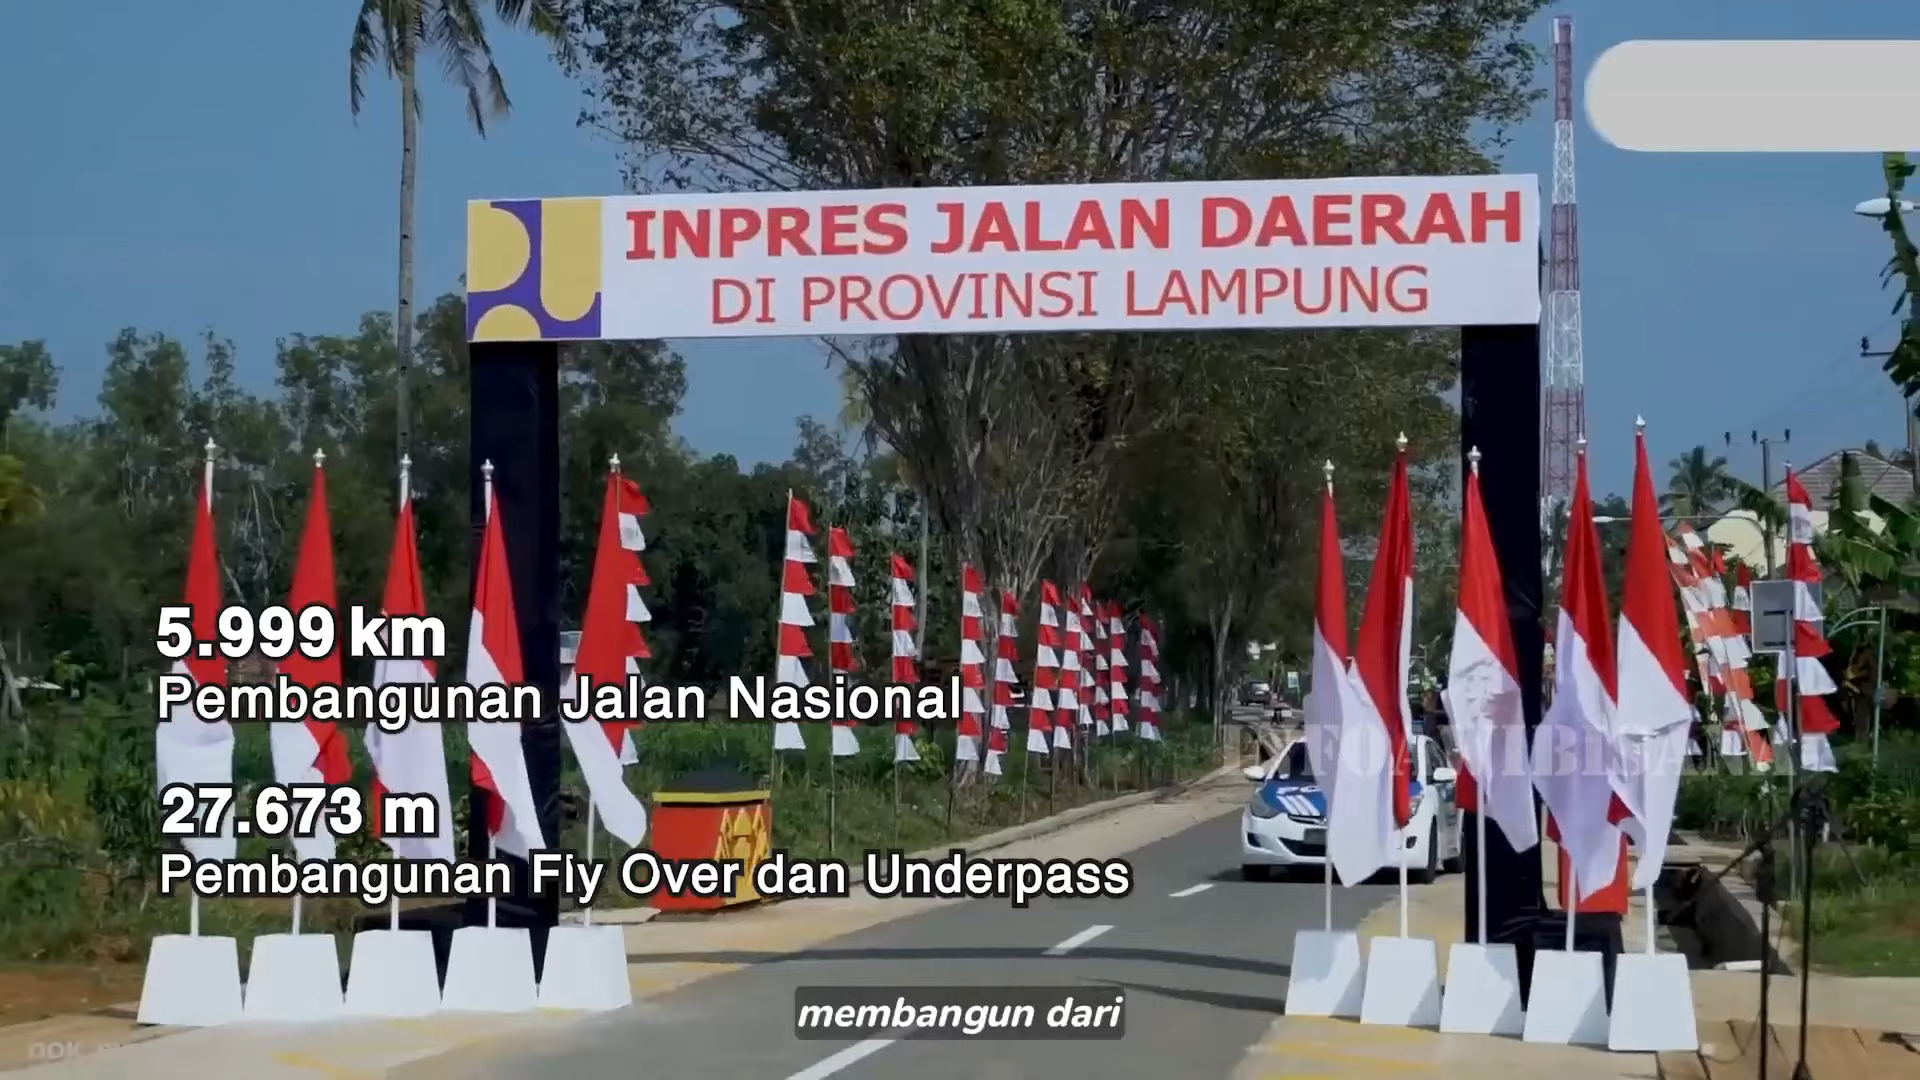 INPRES JALAN DAERAH
DI PROVINSI LAMPUNG
5.999 km
Pembangunan Jalan Nasional
INFOAWIBISANA
27.673 m
Pembangunan Fly Over dan Underpass
membangun dari